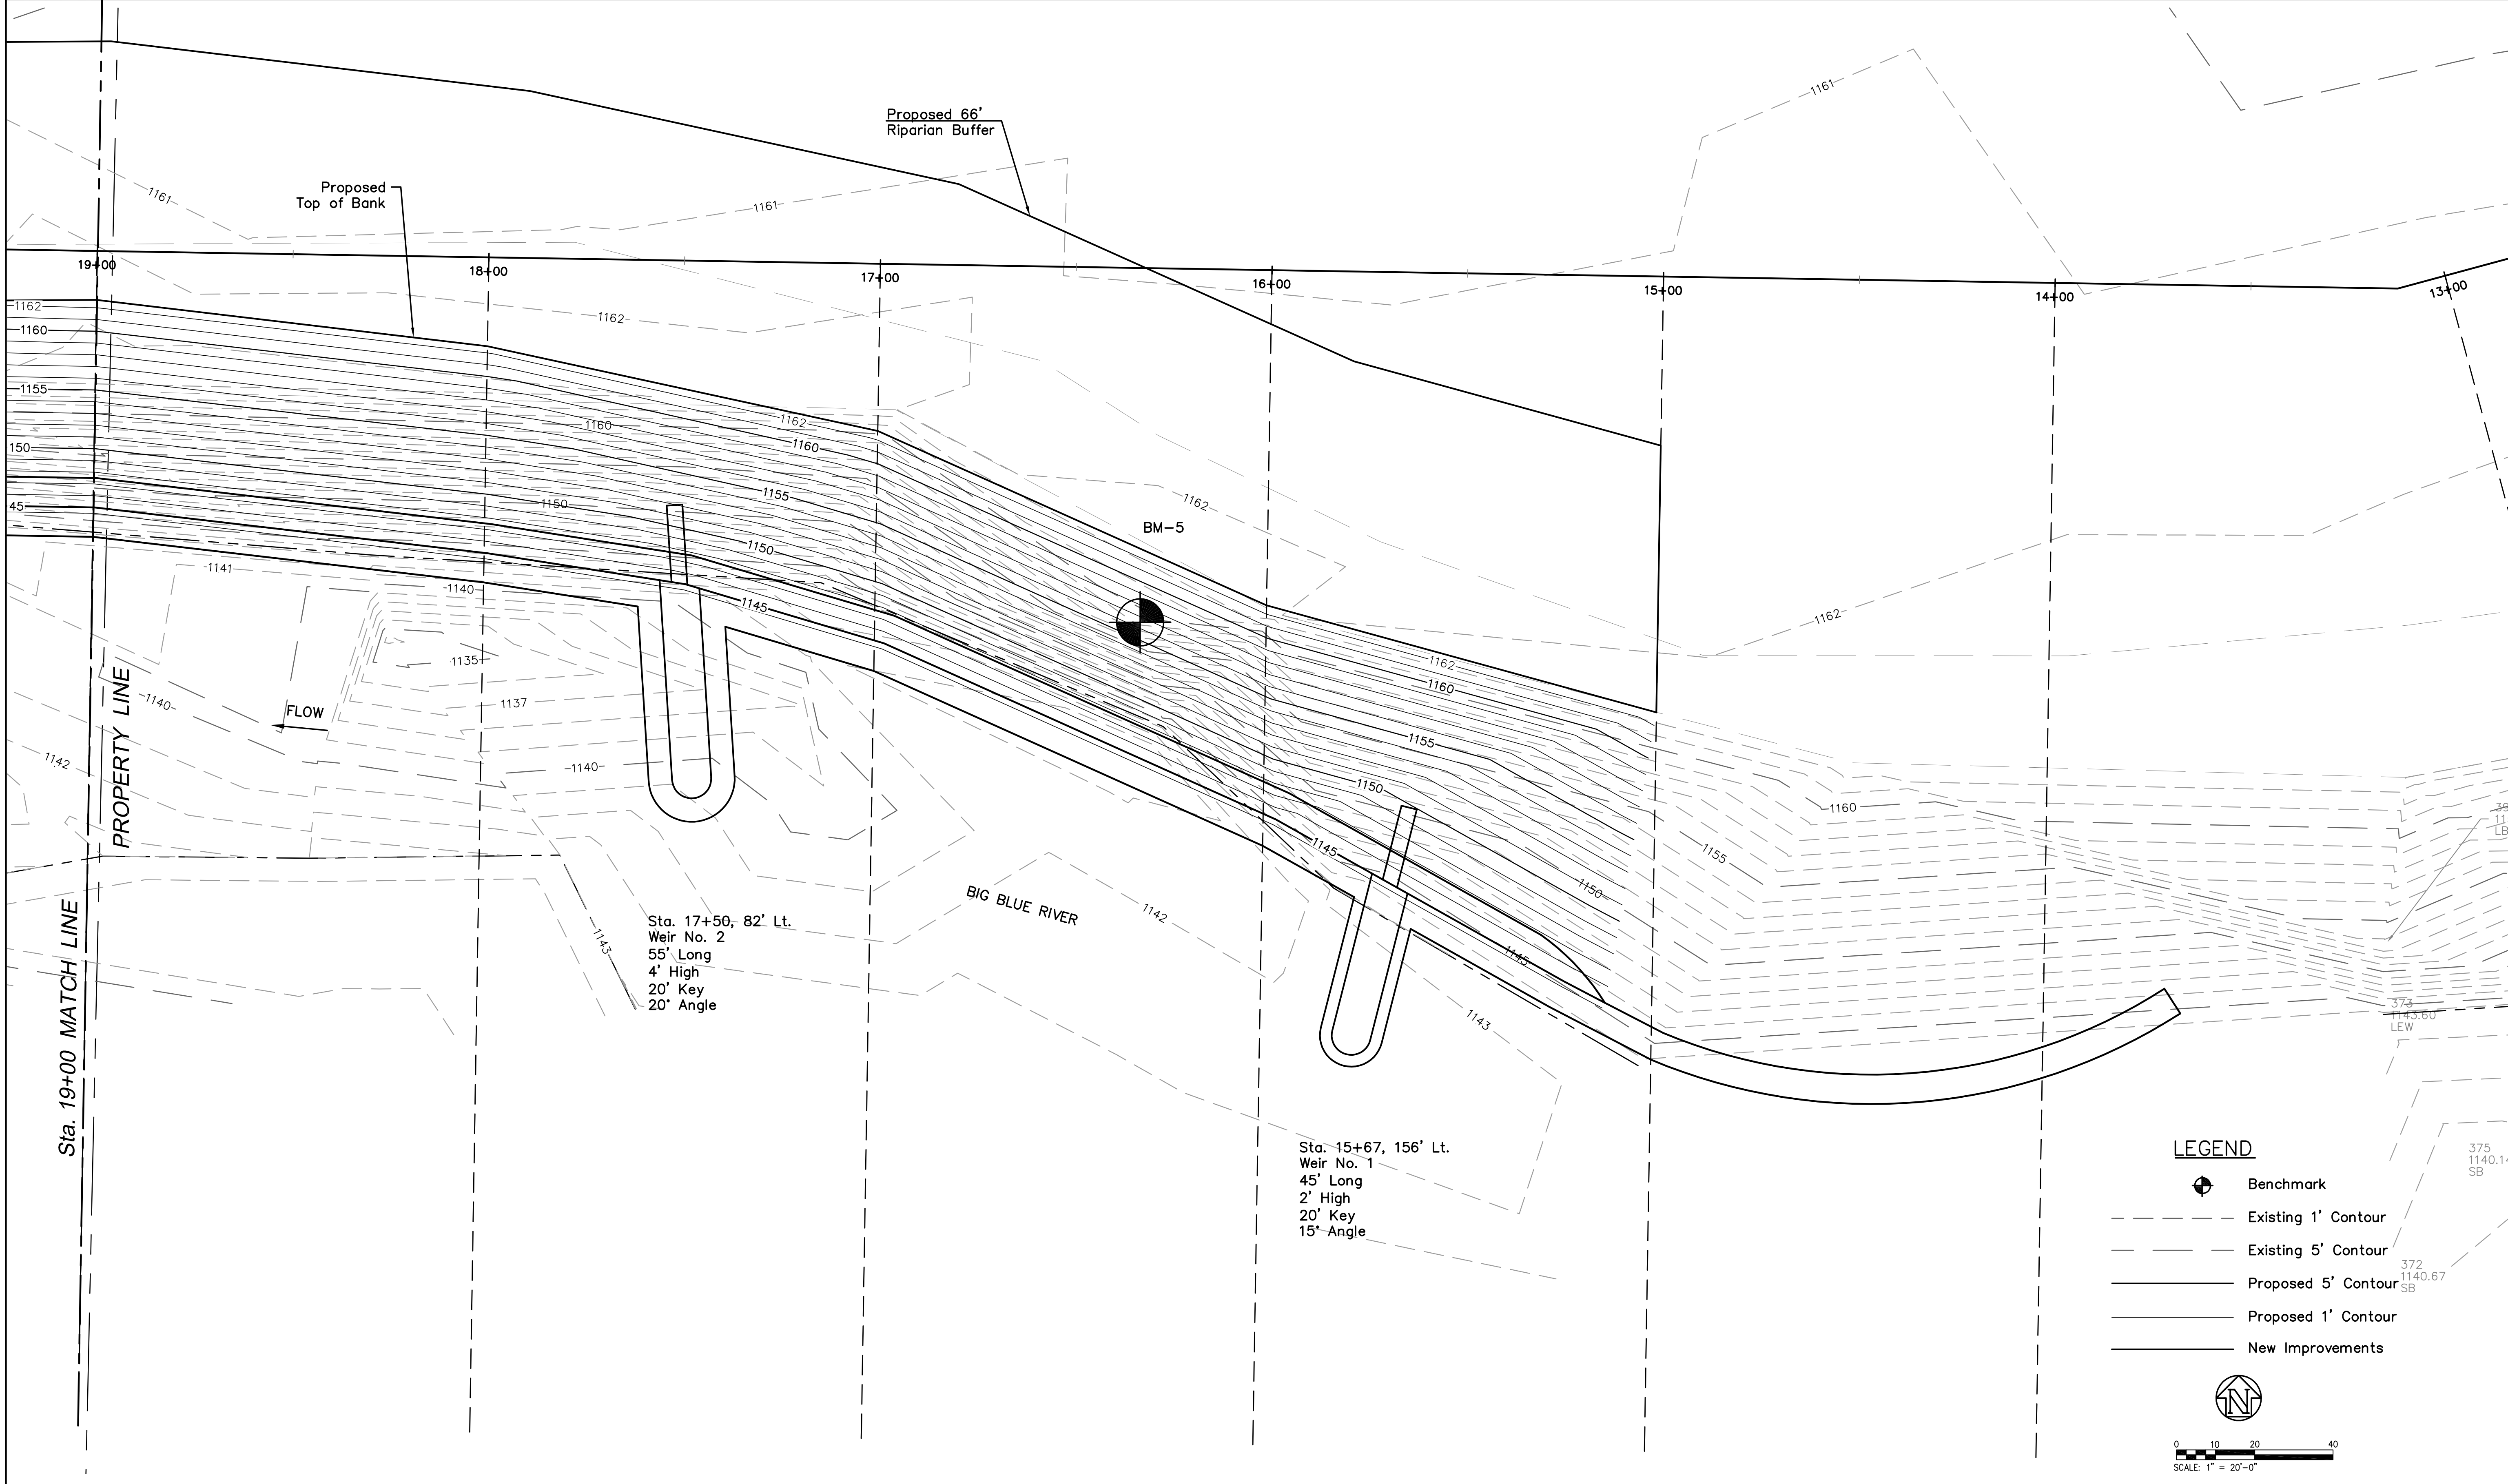 Proposed 66'
Riparian Buffer
Proposed
Top of Bank
1161
1161
1161
19+00
18+00
17+00
16+00
15+00
14+00
13+00
1162
1160
1155
150
45
1162
1162
1160
1160
1155
1150
1150
1145
1162
BM-5
1162
1162
1160
1155
1150
1145
1160
1155
1150
1145
1141
1140
1135
1137
1140
1140
1142
1143
FLOW
PROPERTY LINE
Sta. 19+00 MATCH LINE
BIG BLUE RIVER
1142
1143
Sta. 17+50, 82' Lt.
Weir No. 2
55' Long
4' High
20' Key
20° Angle
Sta. 15+67, 156' Lt.
Weir No. 1
45' Long
2' High
20' Key
15° Angle
39
11
LB
373
1143.60
LEW
375
1140.14
SB
372
1140.67
SB
LEGEND
Benchmark
Existing 1' Contour
Existing 5' Contour
Proposed 5' Contour
Proposed 1' Contour
New Improvements
N
0 10 20 40
SCALE: 1" = 20'-0"